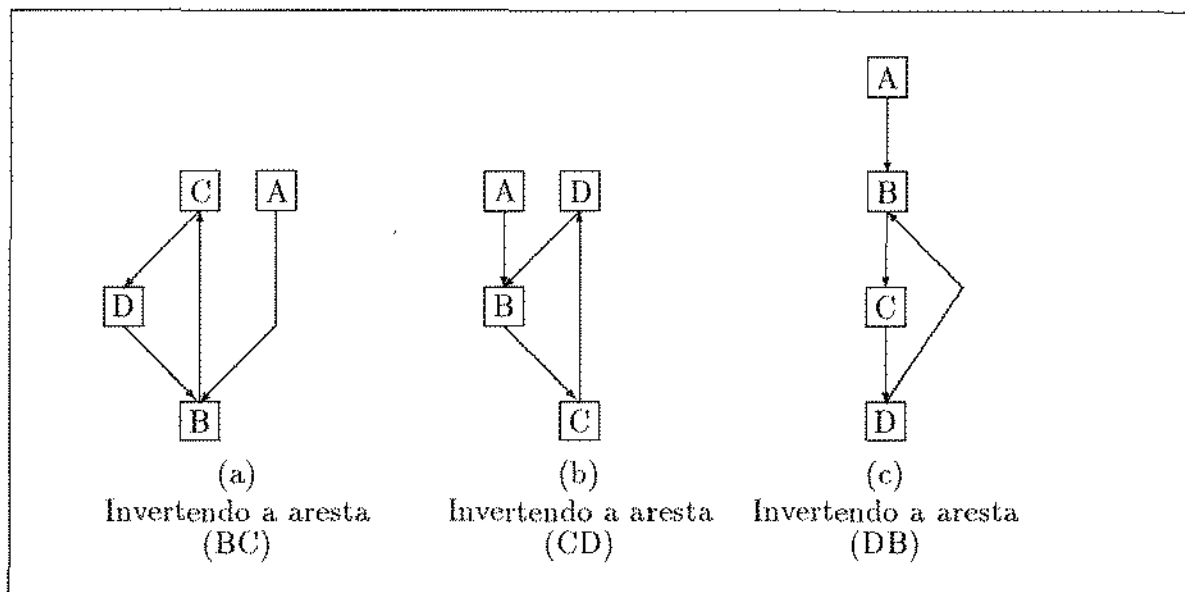 A
C A A D B
D B C
B C D
(a) (b) (c)
Invertendo a aresta Invertendo a aresta Invertendo a aresta
(BC) (CD) (DB)